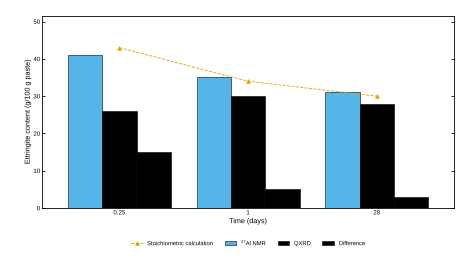 50
40
30
20
10
0
Ettringite content (g/100 g paste)
0.25
1
28
Time (days)
Stoichiometric calculation
²⁷Al NMR
QXRD
Difference